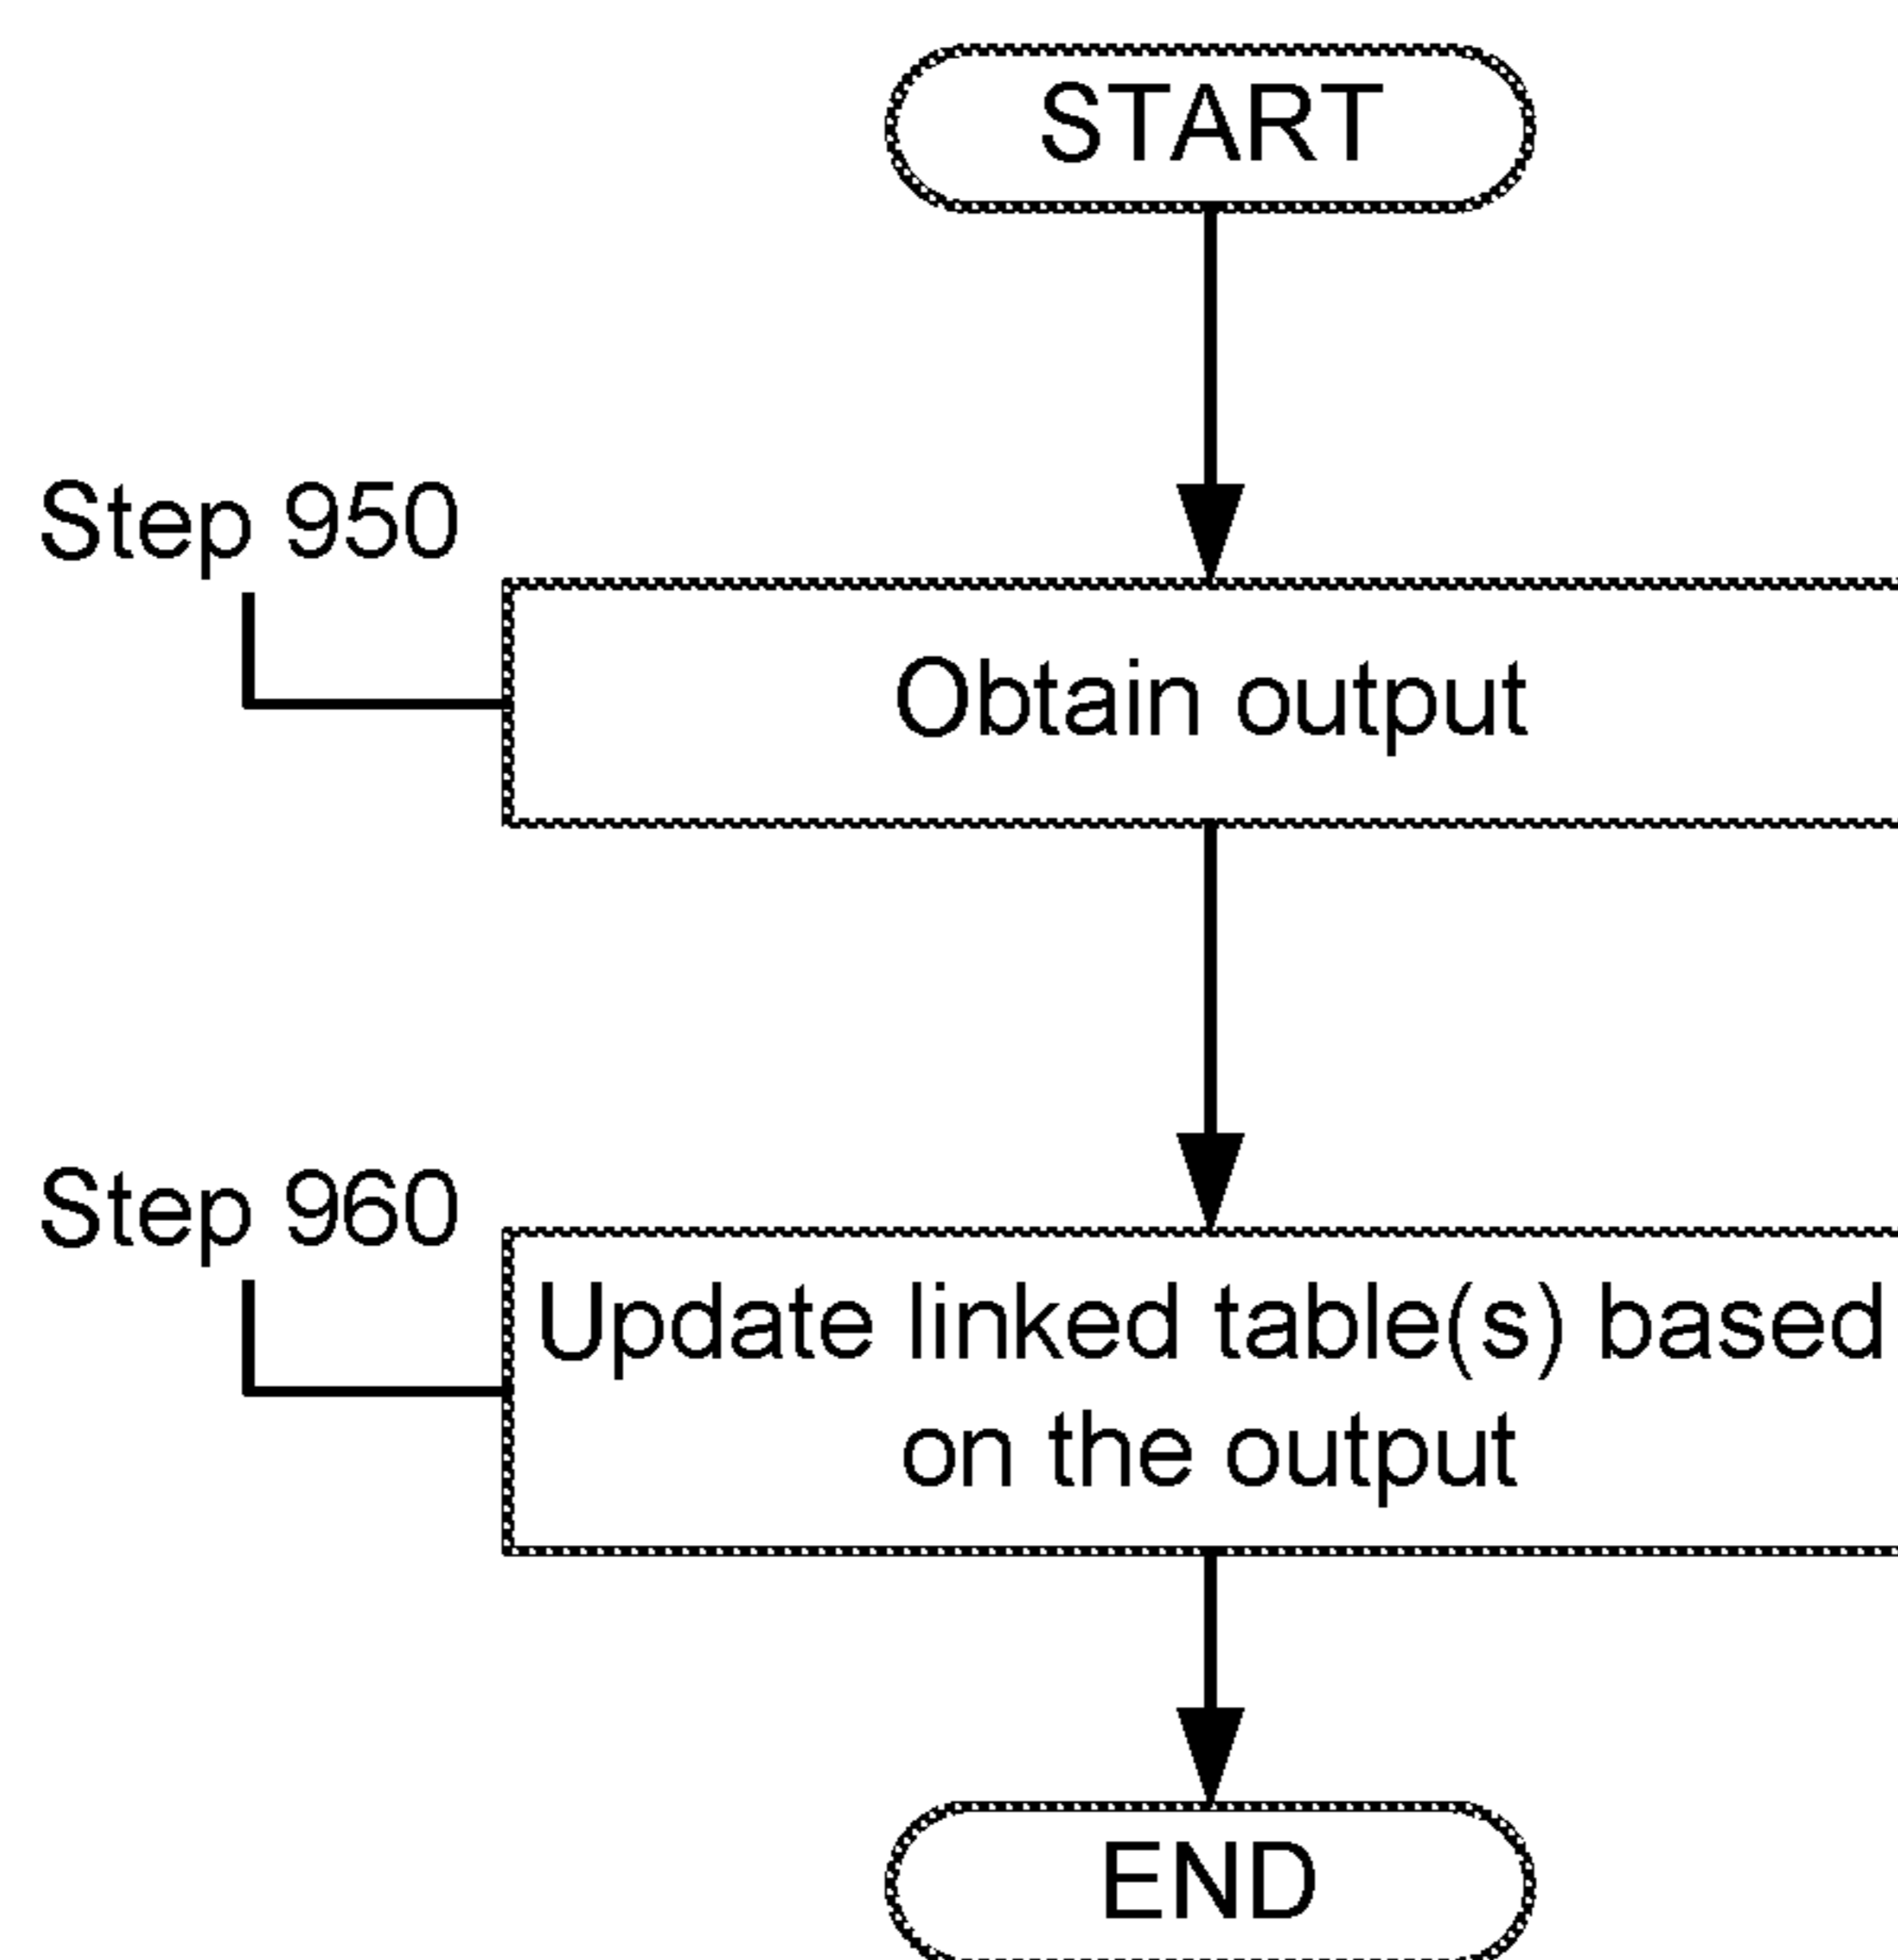 START
Step 950
Obtain output
Step 960
Update linked table(s) based
on the output
END